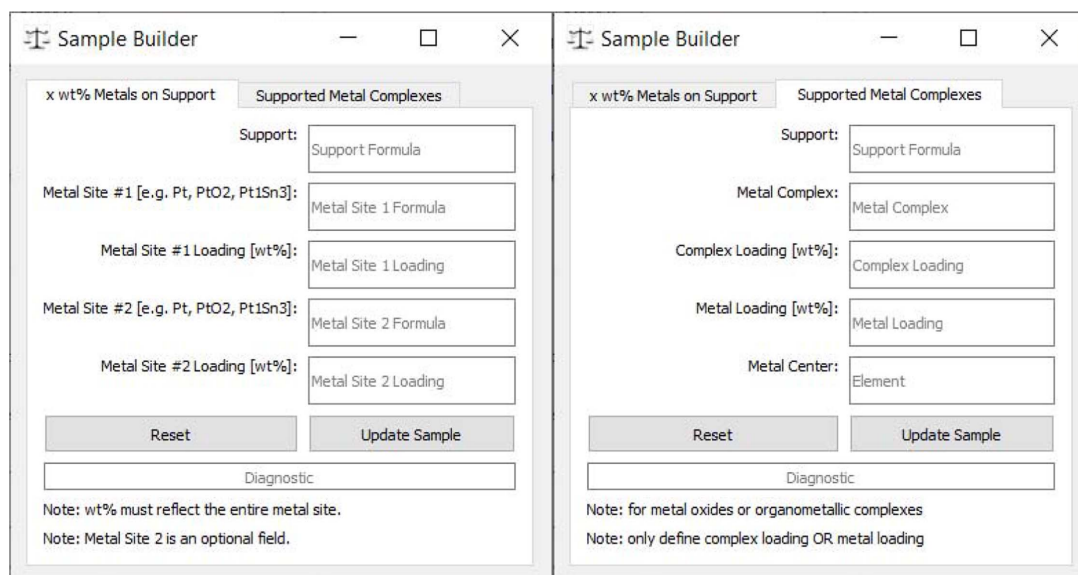 Sample Builder
x wt% Metals on Support
Supported Metal Complexes
Support:
Support Formula
Metal Site #1 [e.g. Pt, PtO2, Pt1Sn3]:
Metal Site 1 Formula
Metal Site #1 Loading [wt%]:
Metal Site 1 Loading
Metal Site #2 [e.g. Pt, PtO2, Pt1Sn3]:
Metal Site 2 Formula
Metal Site #2 Loading [wt%]:
Metal Site 2 Loading
Reset
Update Sample
Diagnostic
Note: wt% must reflect the entire metal site.
Note: Metal Site 2 is an optional field.
Sample Builder
x wt% Metals on Support
Supported Metal Complexes
Support:
Support Formula
Metal Complex:
Metal Complex
Complex Loading [wt%]:
Complex Loading
Metal Loading [wt%]:
Metal Loading
Metal Center:
Element
Reset
Update Sample
Diagnostic
Note: for metal oxides or organometallic complexes
Note: only define complex loading OR metal loading